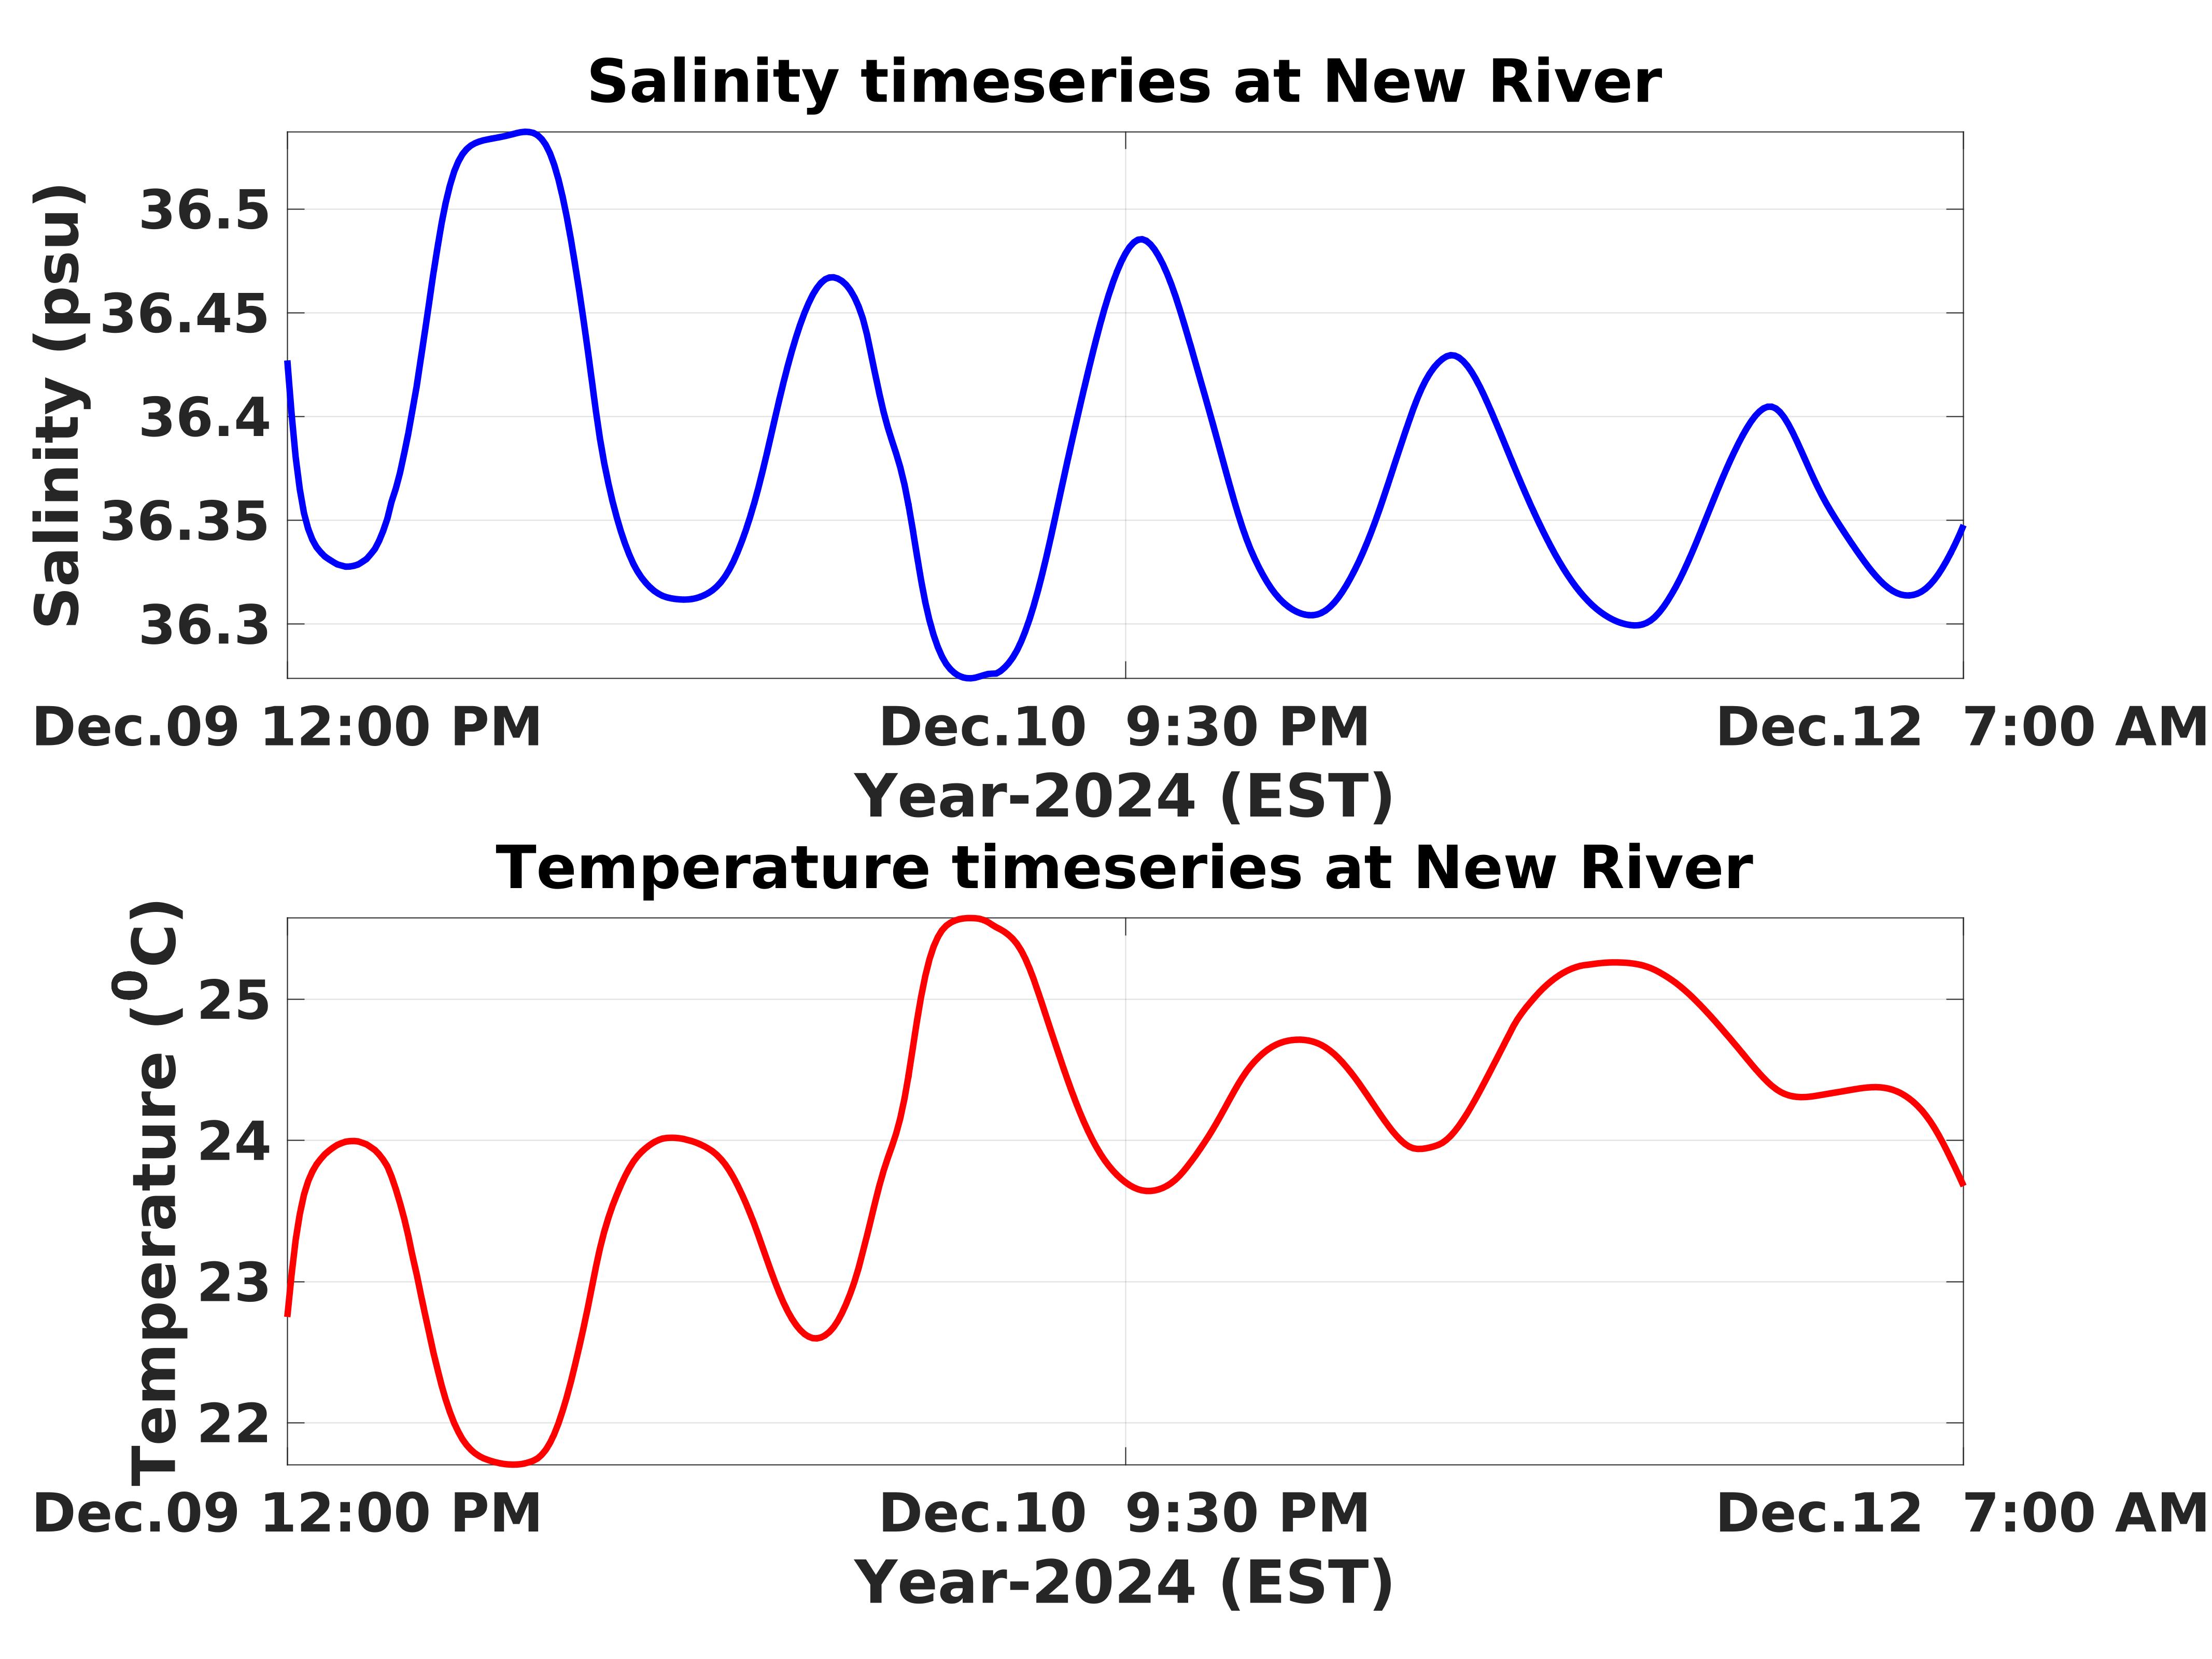 Salinity timeseries at New River
Salinity (psu)
36.5
36.45
36.4
36.35
36.3
Dec.09 12:00 PM Dec.10  9:30 PM Dec.12  7:00 AM
Year-2024 (EST)
Temperature timeseries at New River
Temperature (⁰C)
25
24
23
22
Dec.09 12:00 PM Dec.10  9:30 PM Dec.12  7:00 AM
Year-2024 (EST)